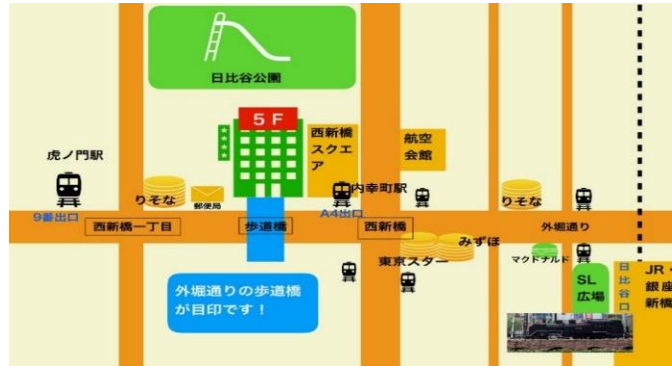 日比谷公園
5F
西新橋
スクエ
ア
航空
会館
虎ノ門駅
りそな
郵便局
内幸町駅
りそな
9番出口
A4出口
西新橋一丁目
歩道橋
西新橋
外堀通り
みずほ
東京スター
マクドナルド
外堀通りの歩道橋
が目印です！
SL
広場
日比谷口
JR・
銀座
新橋